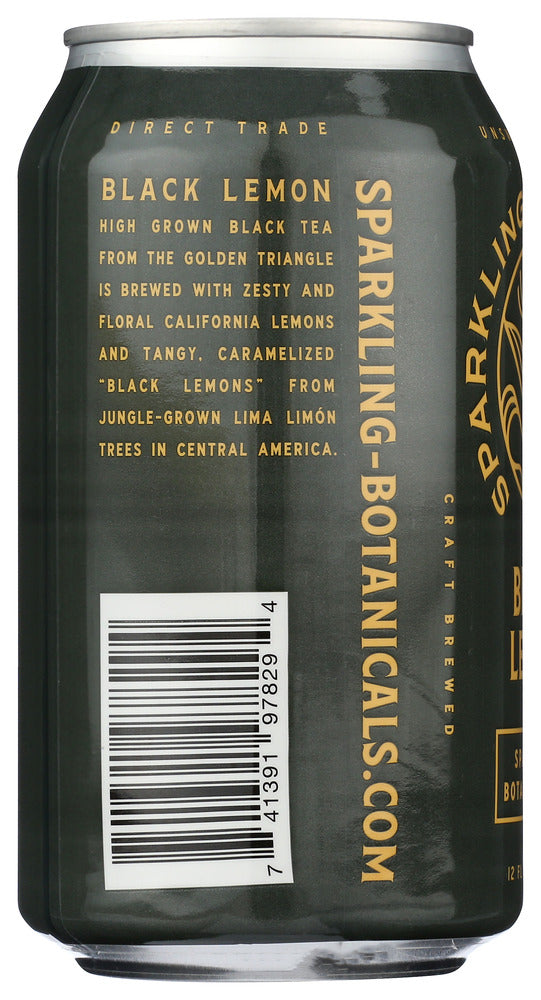 DIRECT TRADE
BLACK LEMON
HIGH GROWN BLACK TEA
FROM THE GOLDEN TRIANGLE
IS BREWED WITH ZESTY AND
FLORAL CALIFORNIA LEMONS
AND TANGY, CARAMELIZED
“BLACK LEMONS” FROM
JUNGLE-GROWN LIMA LIMÓN
TREES IN CENTRAL AMERICA.
SPARKLING-BOTANICALS.COM
CRAFT BREWED
SPARKLING
7 41391 97829 4